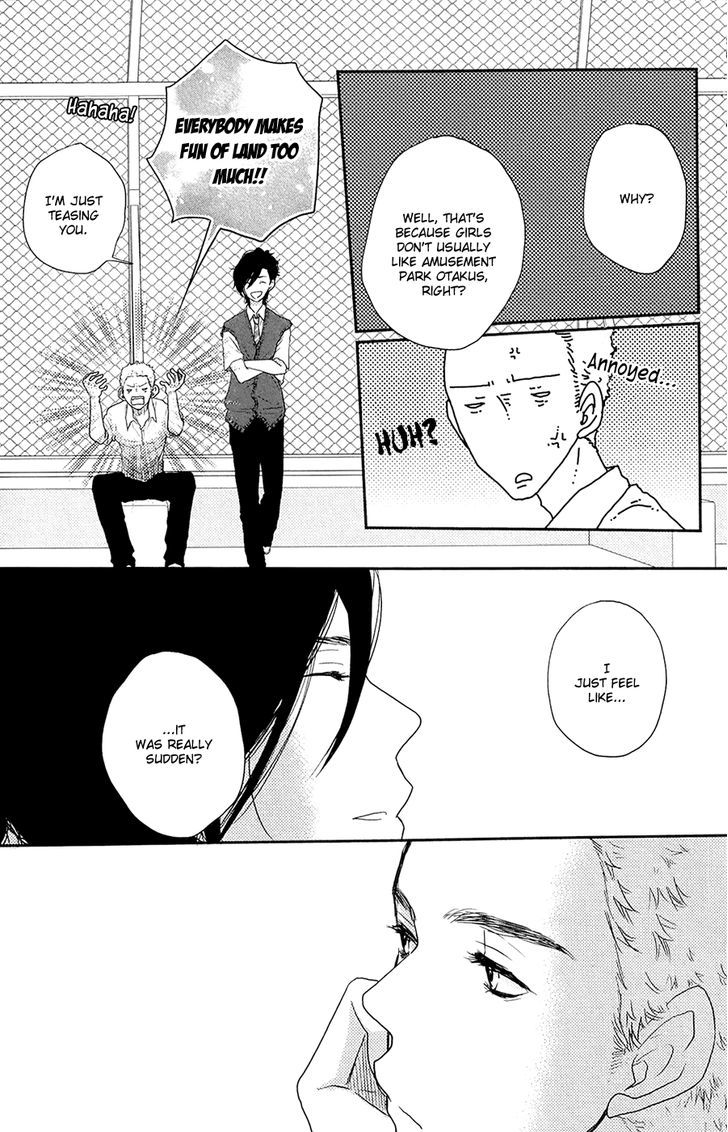 WHY?
WELL, THAT'S
BECAUSE GIRLS
DON'T USUALLY
LIKE AMUSEMENT
PARK OTAKUS,
RIGHT?
Annoyed...
HUH?
EVERYBODY MAKES
FUN OF LAND TOO
MUCH!!
Hahaha!
I'M JUST
TEASING
YOU.
I
JUST FEEL
LIKE...
...IT
WAS REALLY
SUDDEN?